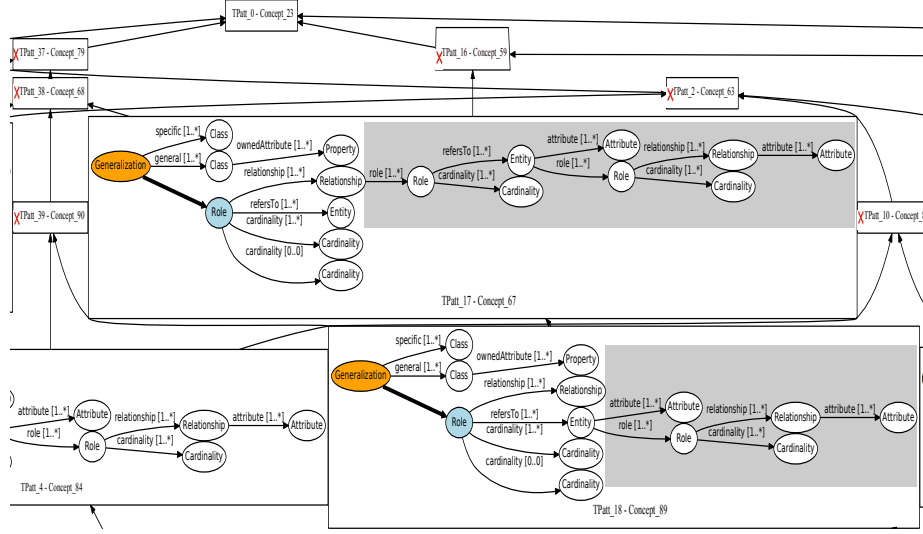 TPatt_0 - Concept_23
TPatt_37 - Concept_79
TPatt_16 - Concept_59
TPatt_38 - Concept_68
TPatt_2 - Concept_63
Generalization
specific [1..*]
Class
general [1..*]
Class
ownedAttribute [1..*]
Property
Role
relationship [1..*]
Relationship
refersTo [1..*]
Entity
cardinality [1..*]
Cardinality
cardinality [0..0]
Cardinality
role [1..*]
Role
refersTo [1..*]
Entity
cardinality [1..*]
Cardinality
attribute [1..*]
Attribute
role [1..*]
Role
relationship [1..*]
Relationship
cardinality [1..*]
Cardinality
attribute [1..*]
Attribute
TPatt_17 - Concept_67
TPatt_39 - Concept_90
TPatt_10 - Concept
attribute [1..*]
Attribute
role [1..*]
Role
relationship [1..*]
Relationship
cardinality [1..*]
Cardinality
attribute [1..*]
Attribute
TPatt_4 - Concept_84
Generalization
specific [1..*]
Class
general [1..*]
Class
ownedAttribute [1..*]
Property
Role
relationship [1..*]
Relationship
refersTo [1..*]
Entity
cardinality [1..*]
Cardinality
cardinality [0..0]
Cardinality
attribute [1..*]
Attribute
role [1..*]
Role
relationship [1..*]
Relationship
cardinality [1..*]
Cardinality
attribute [1..*]
Attribute
TPatt_18 - Concept_89